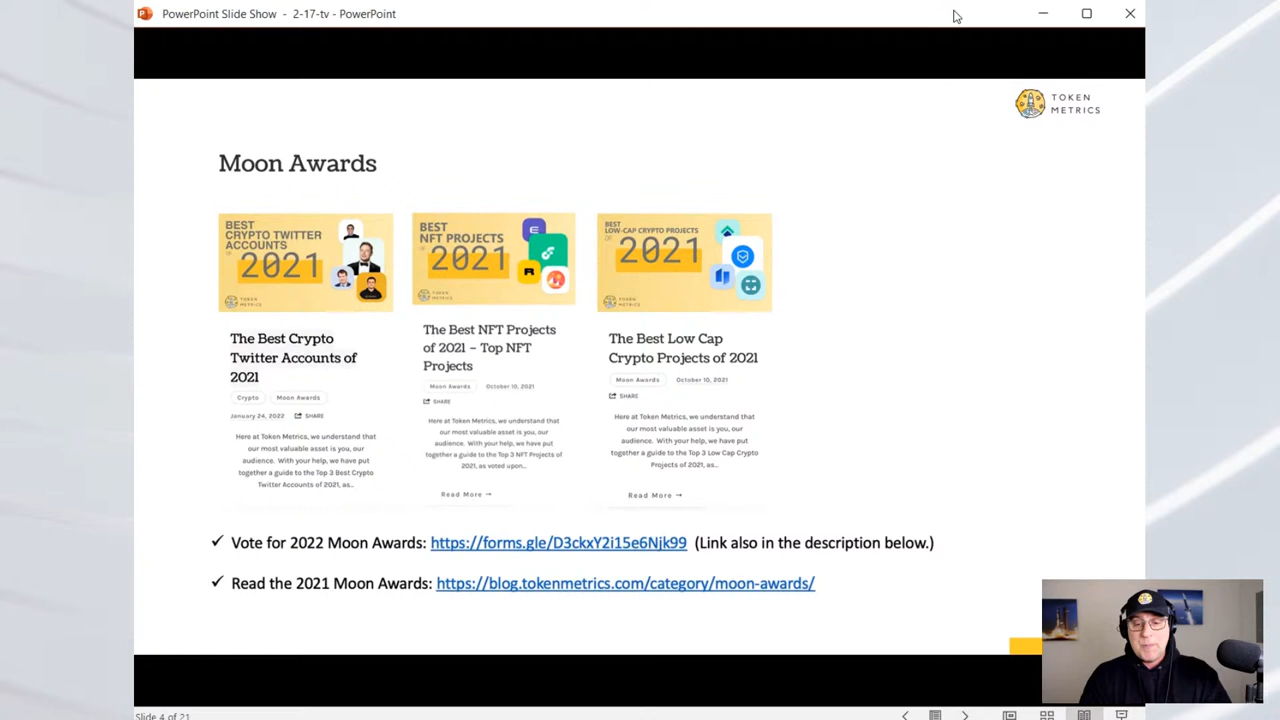 PowerPoint Slide Show - 2-17-tv - PowerPoint
TOKEN
METRICS
Moon Awards
BEST
CRYPTO TWITTER
ACCOUNTS
OF
2021
TOKEN
METRICS
BEST
NFT PROJECTS
OF
2021
TOKEN
METRICS
BEST
LOW-CAP CRYPTO PROJECTS
OF
2021
TOKEN
METRICS
The Best Crypto
Twitter Accounts of
2021
Crypto Moon Awards
January 24, 2022 SHARE
Here at Token Metrics, we understand that
our most valuable asset is you, our
audience. With your help, we have put
together a guide to the Top 3 Best Crypto
Twitter Accounts of 2021, as...
The Best NFT Projects
of 2021 – Top NFT
Projects
Moon Awards October 10, 2021
SHARE
Here at Token Metrics, we understand that
our most valuable asset is you, our
audience. With your help, we have put
together a guide to the Top 3 NFT Projects of
2021, as voted upon...
Read More →
The Best Low Cap
Crypto Projects of 2021
Moon Awards October 10, 2021
SHARE
Here at Token Metrics, we understand that
our most valuable asset is you, our
audience. With your help, we have put
together a guide to the Top 3 Low Cap Crypto
Projects of 2021, as...
Read More →
✓ Vote for 2022 Moon Awards: https://forms.gle/D3ckxY2i15e6Njk99 (Link also in the description below.)
✓ Read the 2021 Moon Awards: https://blog.tokenmetrics.com/category/moon-awards/
Slide 4 of 21